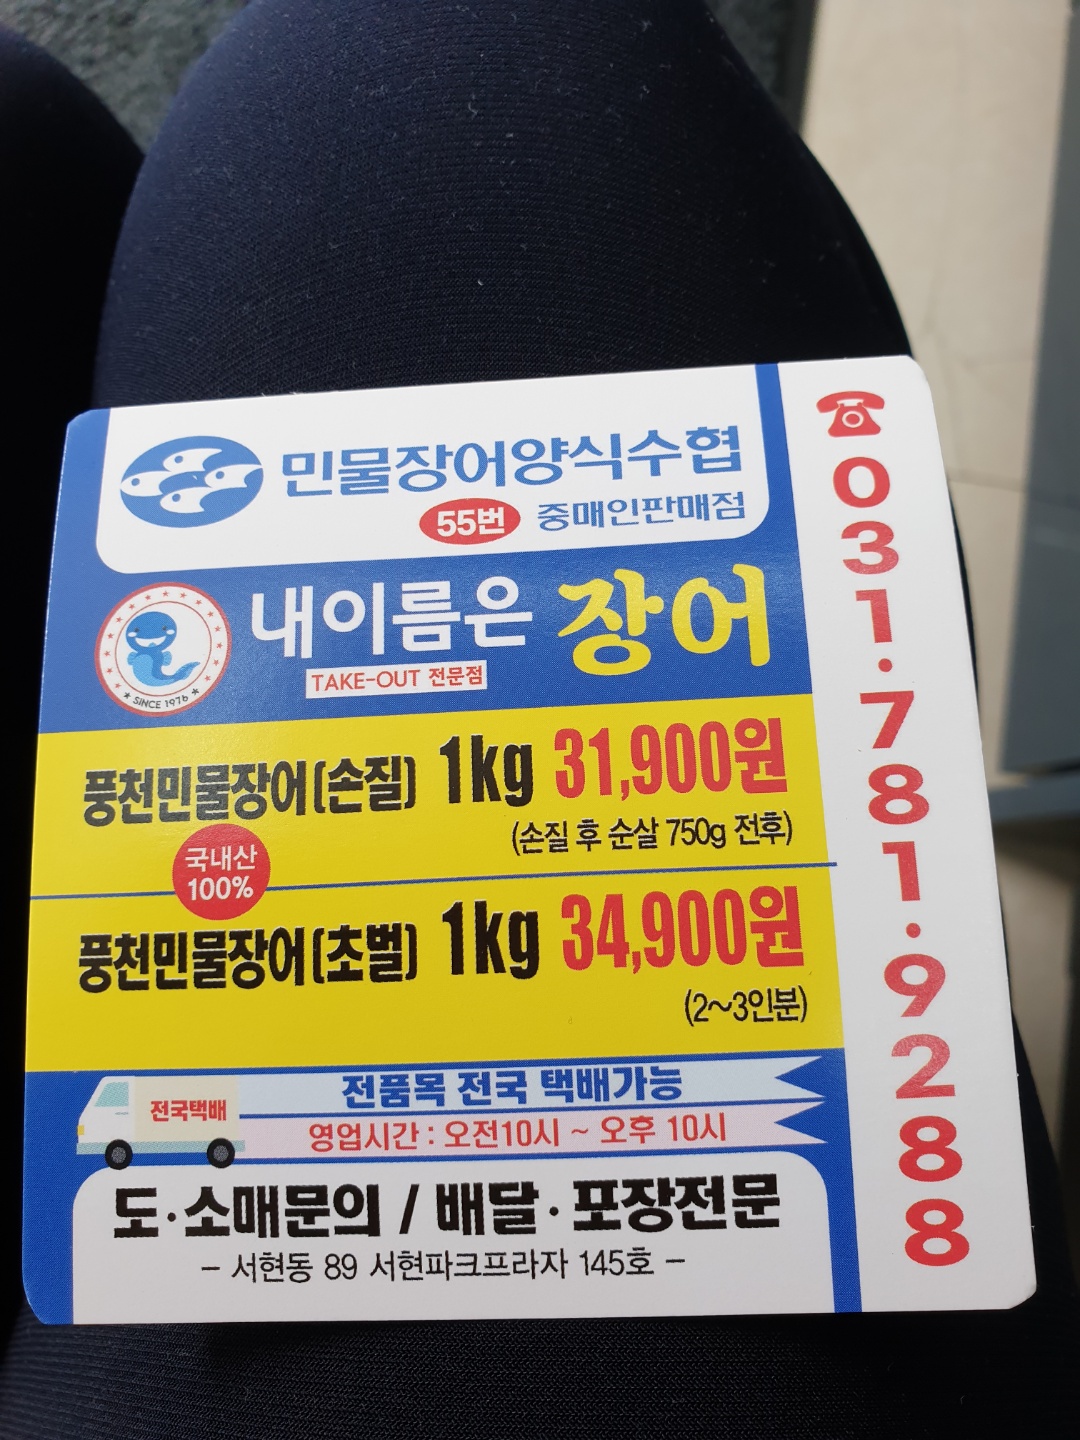 민물장어양식수협
55번 중매인판매점
내이름은 장어
TAKE-OUT 전문점
★ SINCE 1976 ★
풍천민물장어(손질) 1kg 31,900원
(손질 후 순살 750g 전후)
국내산
100%
풍천민물장어(초벌) 1kg 34,900원
(2~3인분)
전국택배
전품목 전국 택배가능
영업시간 : 오전10시 ~ 오후 10시
도·소매문의 / 배달·포장전문
- 서현동 89 서현파크프라자 145호 -
031·781·9288